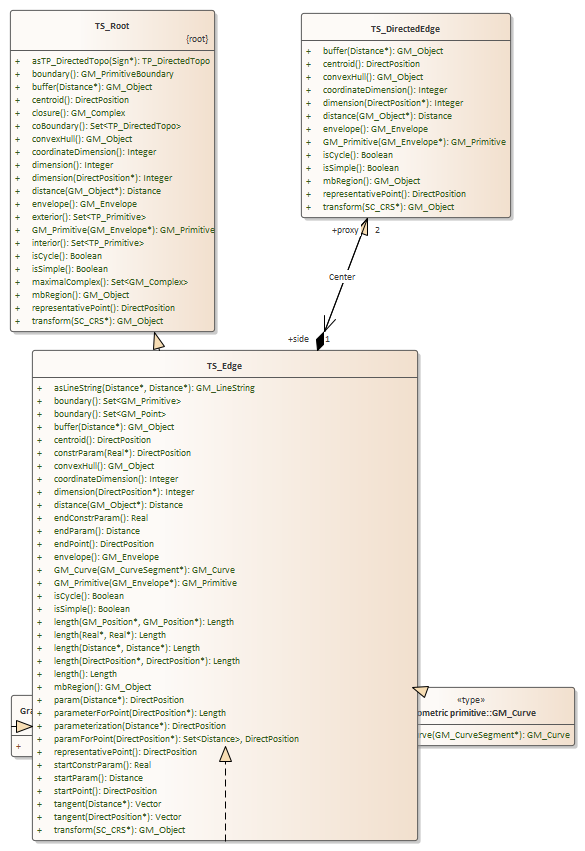 TS_Root
{root}
+ asTP_DirectedTopo(Sign*): TP_DirectedTopo
+ boundary(): GM_PrimitiveBoundary
+ buffer(Distance*): GM_Object
+ centroid(): DirectPosition
+ closure(): GM_Complex
+ coBoundary(): Set<TP_DirectedTopo>
+ convexHull(): GM_Object
+ coordinateDimension(): Integer
+ dimension(): Integer
+ dimension(DirectPosition*): Integer
+ distance(GM_Object*): Distance
+ envelope(): GM_Envelope
+ exterior(): Set<TP_Primitive>
+ GM_Primitive(GM_Envelope*): GM_Primitive
+ interior(): Set<TP_Primitive>
+ isCycle(): Boolean
+ isSimple(): Boolean
+ maximalComplex(): Set<GM_Complex>
+ mbRegion(): GM_Object
+ representativePoint(): DirectPosition
+ transform(SC_CRS*): GM_Object
TS_DirectedEdge
+ buffer(Distance*): GM_Object
+ centroid(): DirectPosition
+ convexHull(): GM_Object
+ coordinateDimension(): Integer
+ dimension(DirectPosition*): Integer
+ distance(GM_Object*): Distance
+ envelope(): GM_Envelope
+ GM_Primitive(GM_Envelope*): GM_Primitive
+ isCycle(): Boolean
+ isSimple(): Boolean
+ mbRegion(): GM_Object
+ representativePoint(): DirectPosition
+ transform(SC_CRS*): GM_Object
+proxy 2
Center
+side 1
TS_Edge
+ asLineString(Distance*, Distance*): GM_LineString
+ boundary(): Set<GM_Primitive>
+ boundary(): Set<GM_Point>
+ buffer(Distance*): GM_Object
+ centroid(): DirectPosition
+ constrParam(Real*): DirectPosition
+ convexHull(): GM_Object
+ coordinateDimension(): Integer
+ dimension(DirectPosition*): Integer
+ distance(GM_Object*): Distance
+ endConstrParam(): Real
+ endParam(): Distance
+ endPoint(): DirectPosition
+ envelope(): GM_Envelope
+ GM_Curve(GM_CurveSegment*): GM_Curve
+ GM_Primitive(GM_Envelope*): GM_Primitive
+ isCycle(): Boolean
+ isSimple(): Boolean
+ length(GM_Position*, GM_Position*): Length
+ length(Real*, Real*): Length
+ length(Distance*, Distance*): Length
+ length(DirectPosition*, DirectPosition*): Length
+ length(): Length
+ mbRegion(): GM_Object
+ param(Distance*): DirectPosition
+ parameterForPoint(DirectPosition*): Length
+ parameterization(Distance*): DirectPosition
+ paramForPoint(DirectPosition*): Set<Distance>, DirectPosition
+ representativePoint(): DirectPosition
+ startConstrParam(): Real
+ startParam(): Distance
+ startPoint(): DirectPosition
+ tangent(Distance*): Vector
+ tangent(DirectPosition*): Vector
+ transform(SC_CRS*): GM_Object
Gra
+
«type»
ometric primitive::GM_Curve
urve(GM_CurveSegment*): GM_Curve